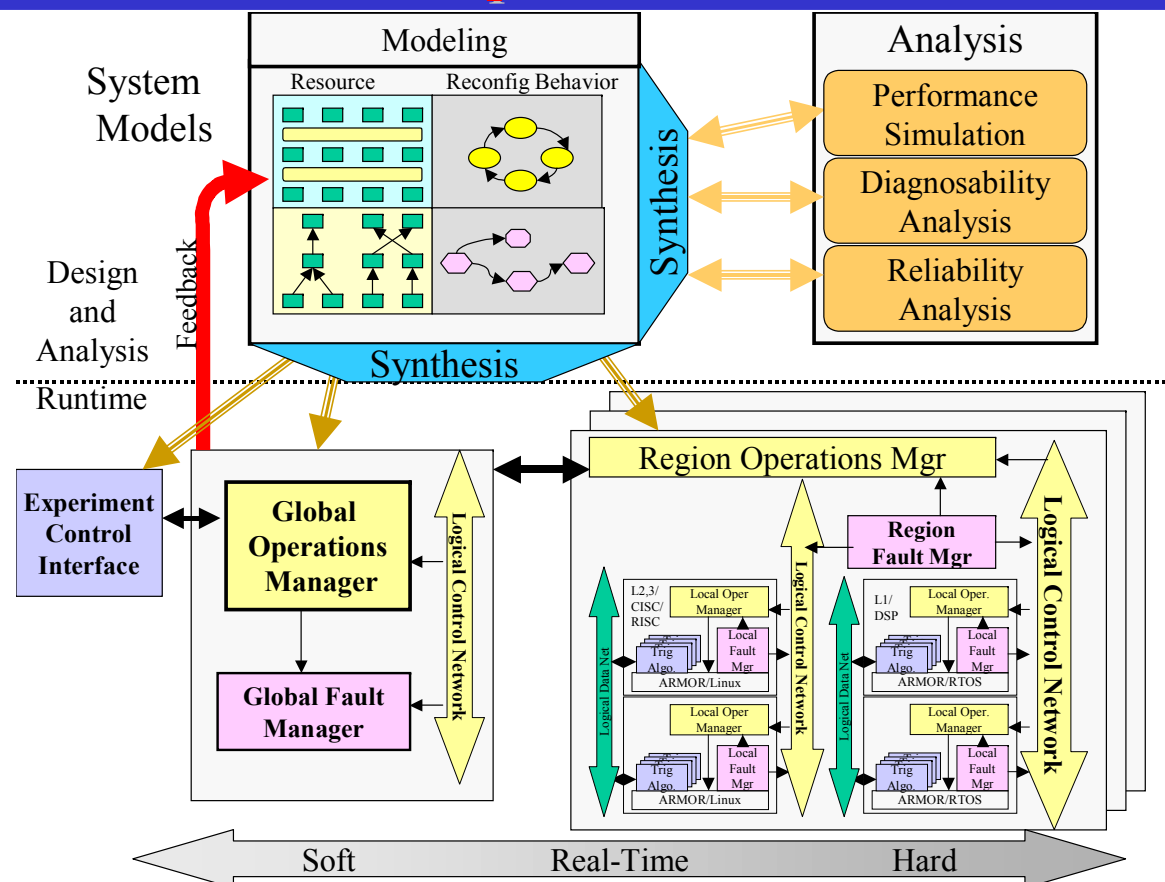 Modeling
Analysis
System
Models
Resource
Reconfig Behavior
Performance
Simulation
Diagnosability
Analysis
Reliability
Analysis
Synthesis
Synthesis
Feedback
Design
and
Analysis
Runtime
Experiment
Control
Interface
Global
Operations
Manager
Global Fault
Manager
Logical Control Network
Region Operations Mgr
Region
Fault Mgr
Logical Control Network
Logical Control Network
Logical Data Net
L2,3/
CISC/
RISC
Local Oper
Manager
Trig
Algo.
Local
Fault
Mgr
ARMOR/Linux
Local Oper
Manager
Trig
Algo.
Local
Fault
Mgr
ARMOR/Linux
Logical Data Net
L1/
DSP
Local Oper.
Manager
Trig
Algo.
Local
Fault
Mgr
ARMOR/RTOS
Local Oper.
Manager
Trig
Algo.
Local
Fault
Mgr
ARMOR/RTOS
Soft Real-Time Hard